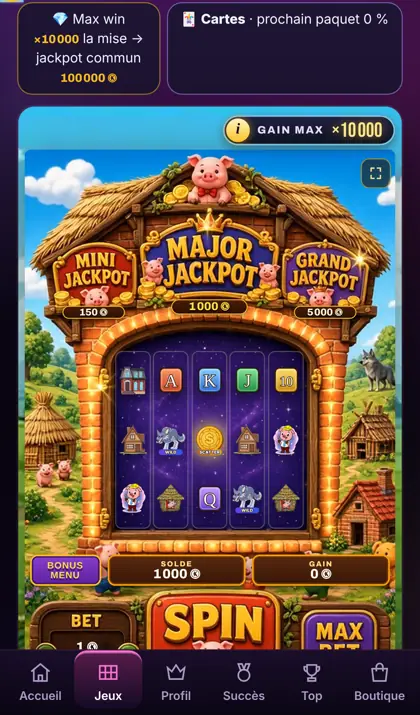 💎 Max win
×10000 la mise →
jackpot commun
100000
🃏 Cartes · prochain paquet 0 %
i GAIN MAX ×10000
MINI
JACKPOT
150
MAJOR
JACKPOT
1000
GRAND
JACKPOT
5000
A K J 10
WILD
SCATTER
Q
WILD
BONUS
MENU
SOLDE
1000
GAIN
0
BET
1
SPIN
MAX
BET
Accueil
Jeux
Profil
Succès
Top
Boutique